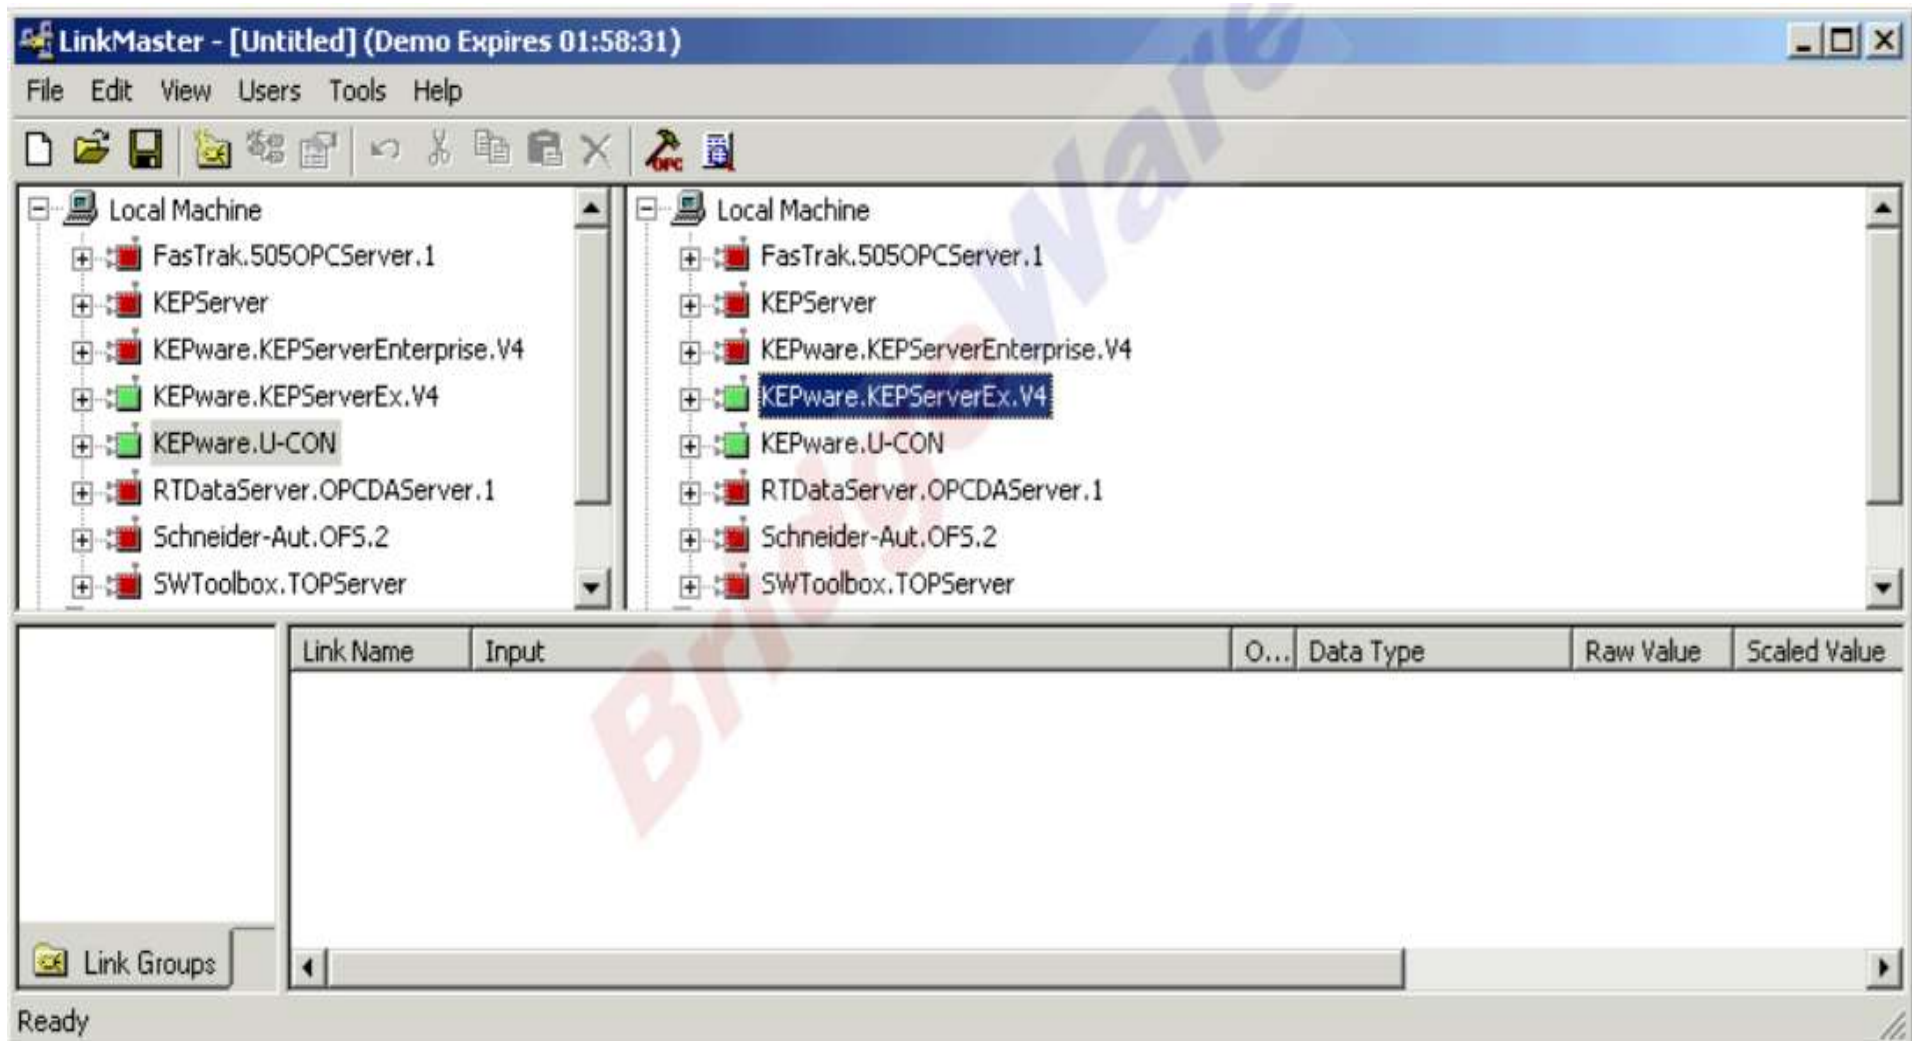 LinkMaster - [Untitled] (Demo Expires 01:58:31)
File Edit View Users Tools Help
OPC
Local Machine
FasTrak.505OPCServer.1
KEPServer
KEPware.KEPServerEnterprise.V4
KEPware.KEPServerEx.V4
KEPware.U-CON
RTDataServer.OPCDAServer.1
Schneider-Aut.OFS.2
SWToolbox.TOPServer
Local Machine
FasTrak.505OPCServer.1
KEPServer
KEPware.KEPServerEnterprise.V4
KEPware.KEPServerEx.V4
KEPware.U-CON
RTDataServer.OPCDAServer.1
Schneider-Aut.OFS.2
SWToolbox.TOPServer
Link Name Input O... Data Type Raw Value Scaled Value
Link Groups
Ready
BridgeWare